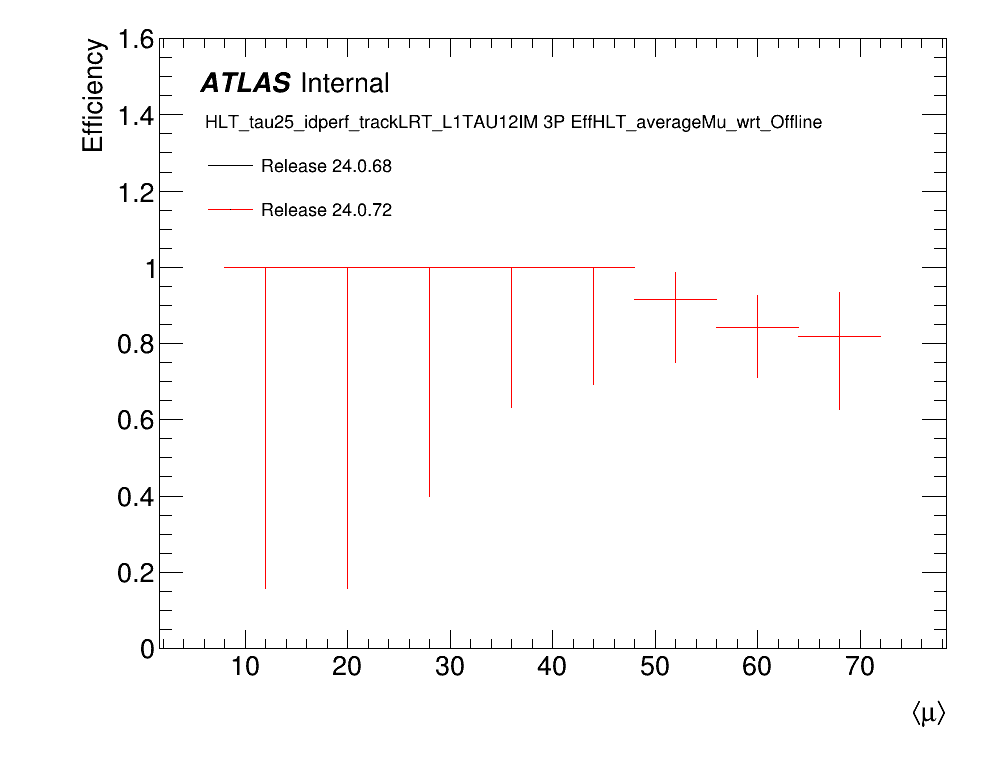 Efficiency
ATLAS Internal
HLT_tau25_idperf_trackLRT_L1TAU12IM 3P EffHLT_averageMu_wrt_Offline
Release 24.0.68
Release 24.0.72
1.6
1.4
1.2
1
0.8
0.6
0.4
0.2
0
10 20 30 40 50 60 70
⟨μ⟩